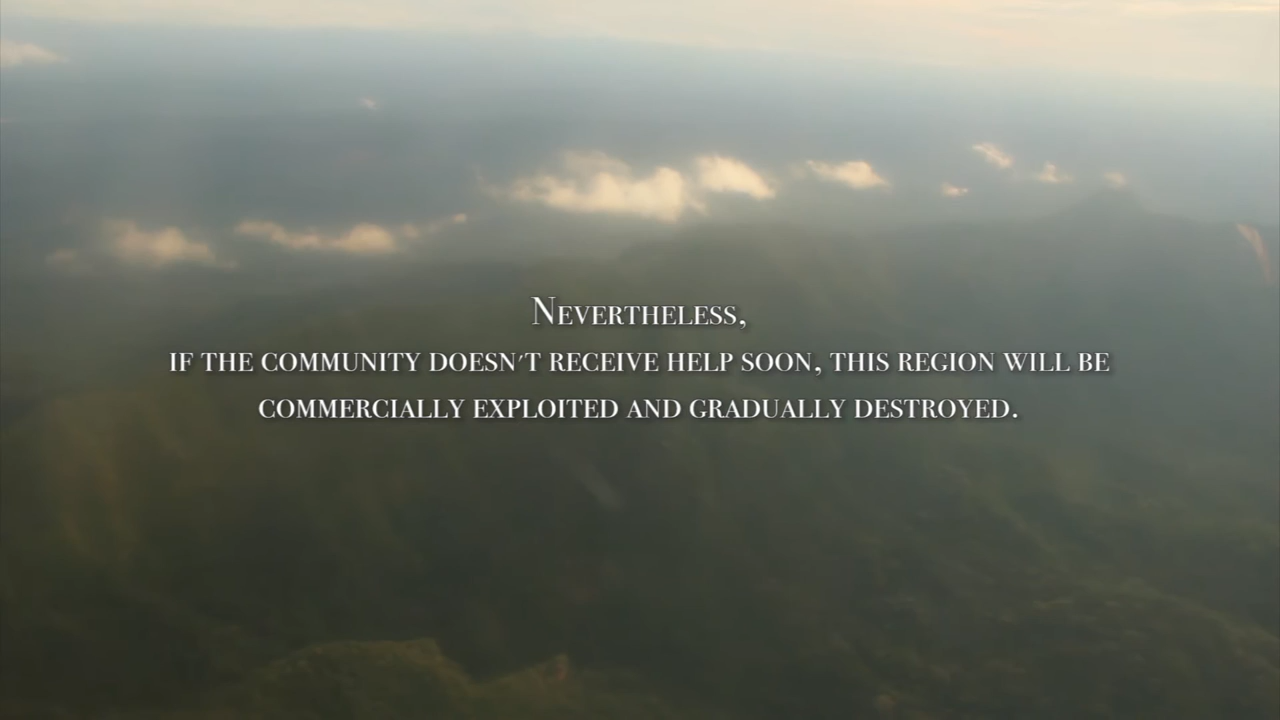 Nevertheless,
if the community doesn't receive help soon, this region will be
commercially exploited and gradually destroyed.